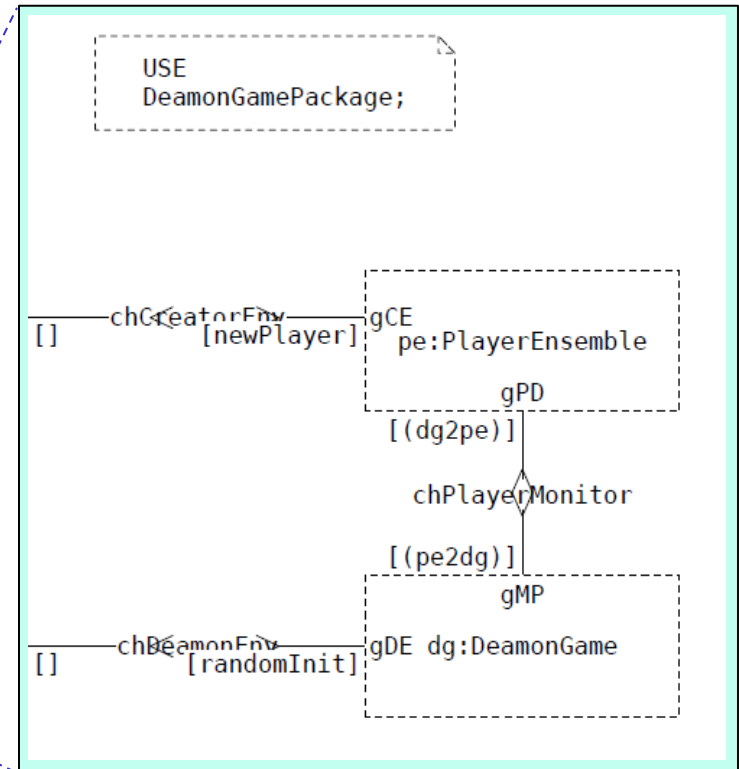 USE
DeamonGamePackage;
chCreatorEnv
gCE
[]
[newPlayer]
pe:PlayerEnsemble
gPD
[(dg2pe)]
chPlayerMonitor
[(pe2dg)]
gMP
chDeamonEnv
gDE dg:DeamonGame
[]
[randomInit]